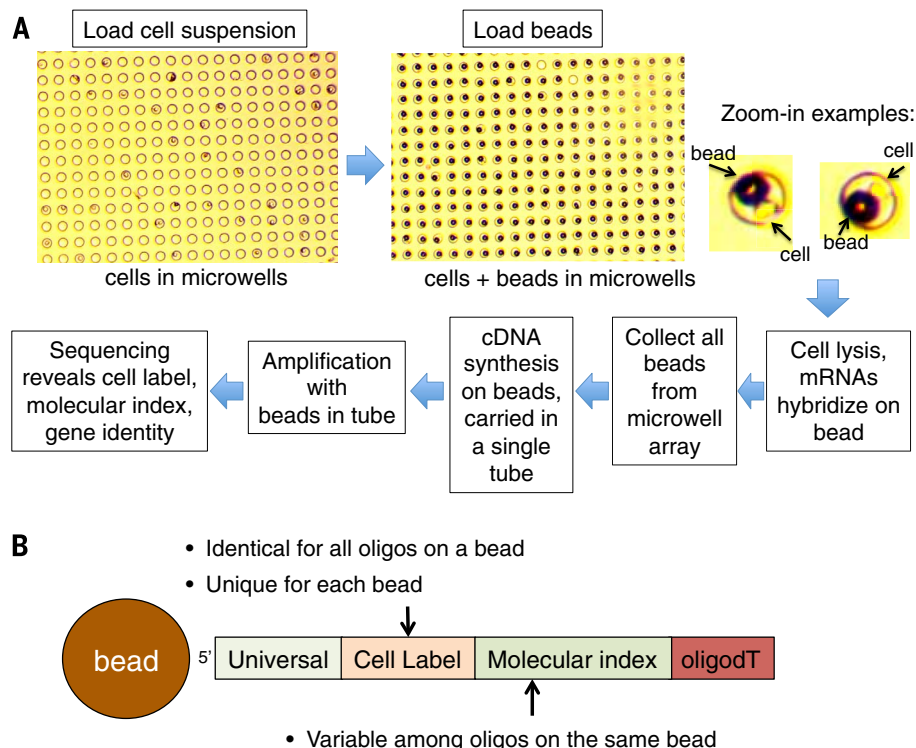 A
Load cell suspension
Load beads
Zoom-in examples:
bead
cell
cell
bead
cells in microwells
cells + beads in microwells
Sequencing
reveals cell label,
molecular index,
gene identity
Amplification
with
beads in tube
cDNA
synthesis
on beads,
carried in
a single
tube
Collect all
beads
from
microwell
array
Cell lysis,
mRNAs
hybridize on
bead
B
• Identical for all oligos on a bead
• Unique for each bead
bead
5' Universal Cell Label Molecular index oligodT
• Variable among oligos on the same bead